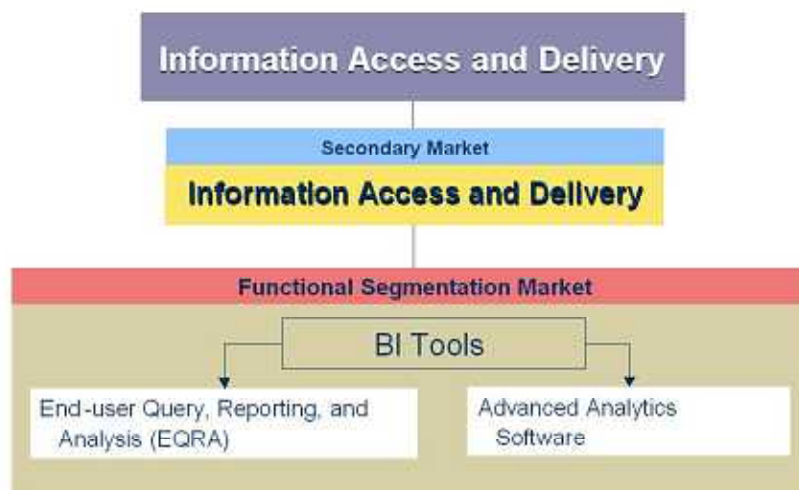 Information Access and Delivery
Secondary Market
Information Access and Delivery
Functional Segmentation Market
BI Tools
End-user Query, Reporting, and
Analysis (EQRA)
Advanced Analytics
Software